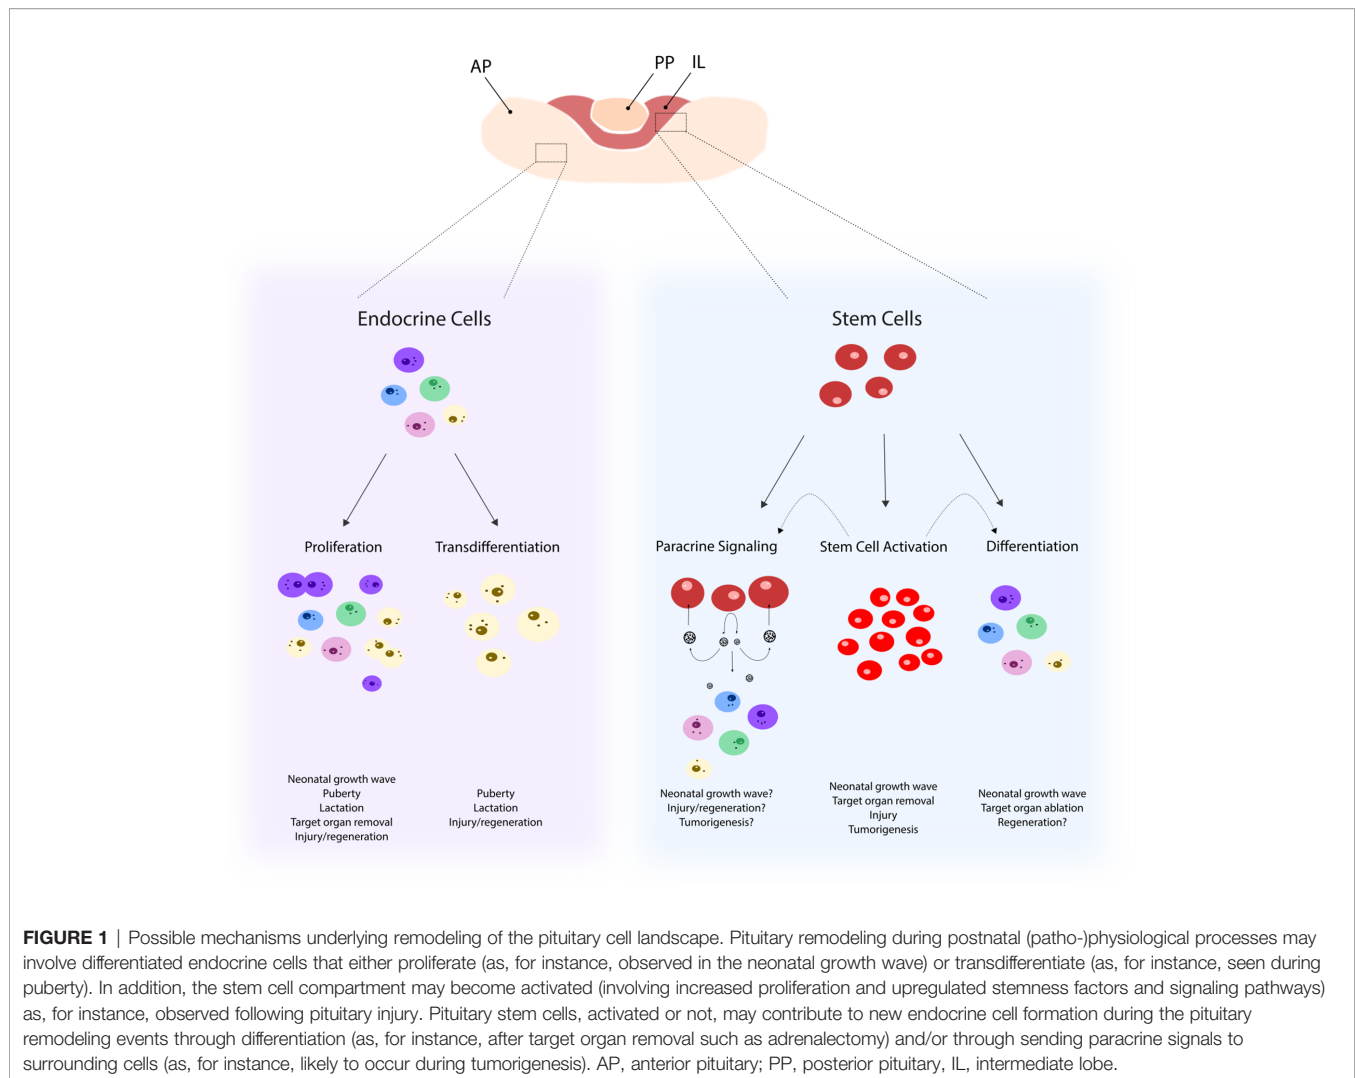 AP
PP
IL
Endocrine Cells
Stem Cells
Proliferation
Transdifferentiation
Paracrine Signaling
Stem Cell Activation
Differentiation
Neonatal growth wave
Puberty
Lactation
Target organ removal
Injury/regeneration
Puberty
Lactation
Injury/regeneration
Neonatal growth wave?
Injury/regeneration?
Tumorigenesis?
Neonatal growth wave
Target organ removal
Injury
Tumorigenesis
Neonatal growth wave
Target organ ablation
Regeneration?
FIGURE 1 | Possible mechanisms underlying remodeling of the pituitary cell landscape. Pituitary remodeling during postnatal (patho-)physiological processes may
involve differentiated endocrine cells that either proliferate (as, for instance, observed in the neonatal growth wave) or transdifferentiate (as, for instance, seen during
puberty). In addition, the stem cell compartment may become activated (involving increased proliferation and upregulated stemness factors and signaling pathways)
as, for instance, observed following pituitary injury. Pituitary stem cells, activated or not, may contribute to new endocrine cell formation during the pituitary
remodeling events through differentiation (as, for instance, after target organ removal such as adrenalectomy) and/or through sending paracrine signals to
surrounding cells (as, for instance, likely to occur during tumorigenesis). AP, anterior pituitary; PP, posterior pituitary, IL, intermediate lobe.